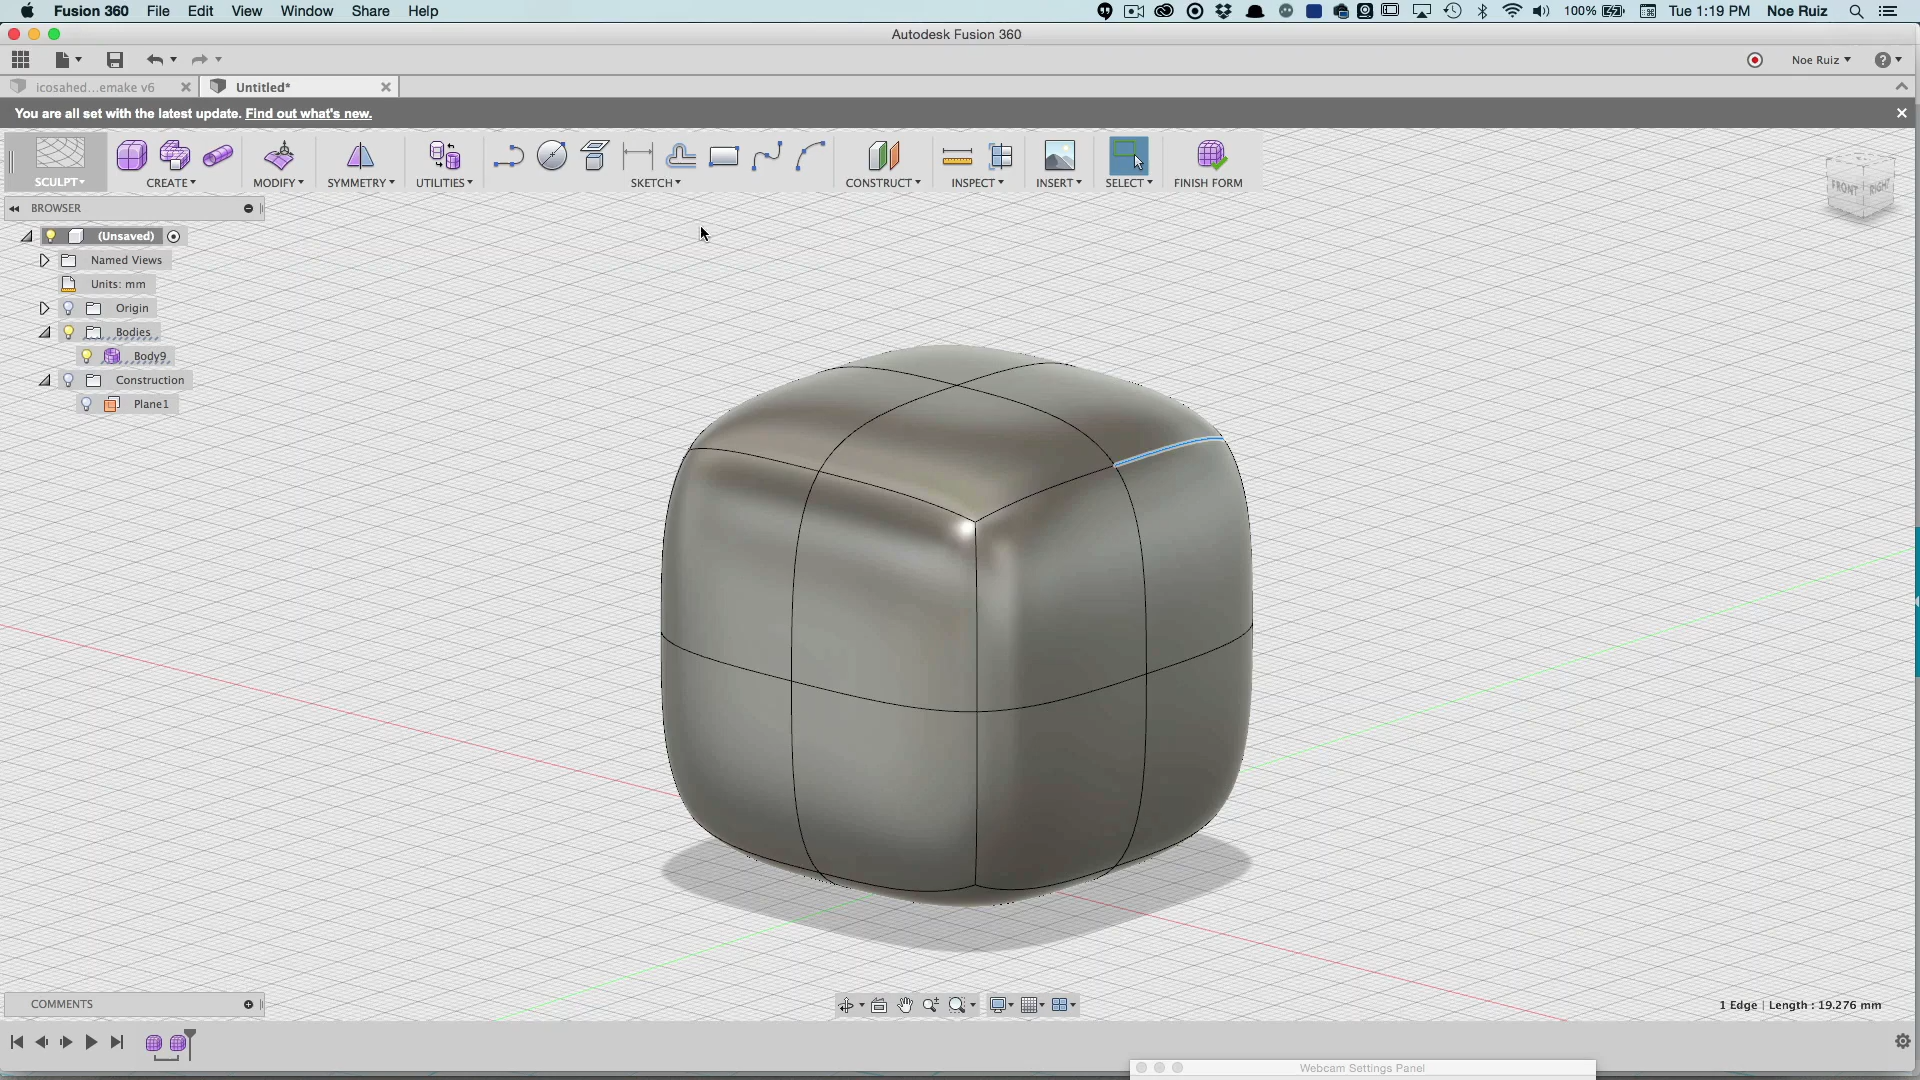 Fusion 360 File Edit View Window Share Help 100% Tue 1:19 PM Noe Ruiz
Autodesk Fusion 360
Noe Ruiz
icosahed...emake v6 Untitled*
You are all set with the latest update. Find out what's new.
SCULPT CREATE MODIFY SYMMETRY UTILITIES SKETCH CONSTRUCT INSPECT INSERT SELECT FINISH FORM
FRONT RIGHT
BROWSER
(Unsaved)
Named Views
Units: mm
Origin
Bodies
Body9
Construction
Plane1
COMMENTS
1 Edge | Length : 19.276 mm
Webcam Settings Panel